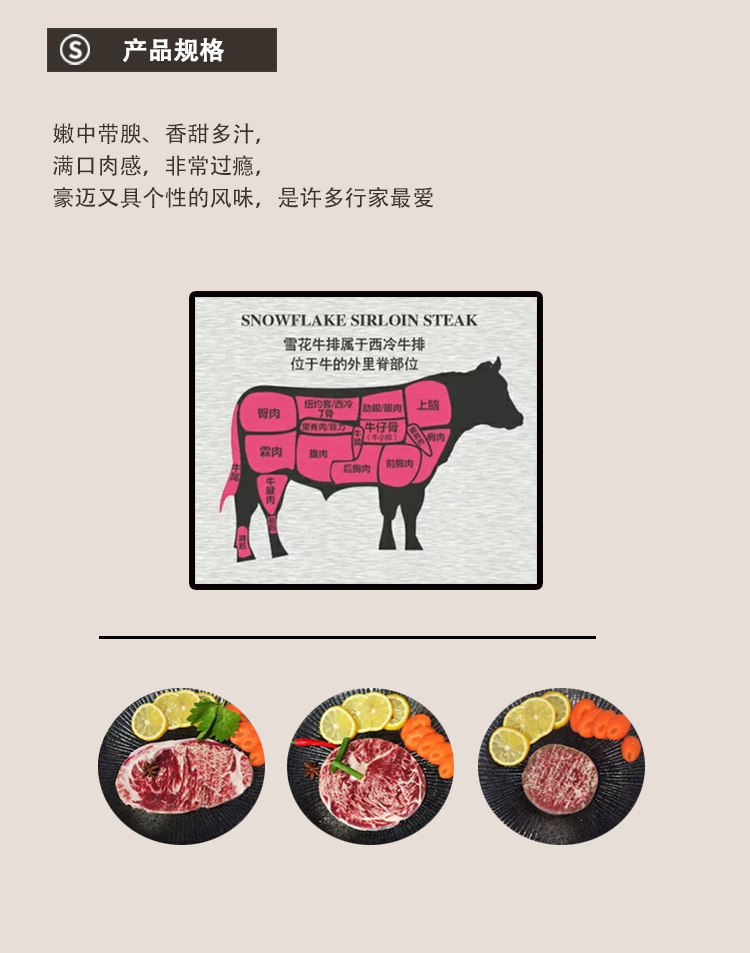 S 产品规格
嫩中带腴、香甜多汁,
满口肉感, 非常过瘾,
豪迈又具个性的风味, 是许多行家最爱
SNOWFLAKE SIRLOIN STEAK
雪花牛排属于西冷牛排
位于牛的外里脊部位
臀肉
纽约客/西冷
丁骨
肋眼/眼肉
上脑
里脊肉/菲力
牛仔骨
(牛小排)
肩肉
霖肉
腹肉
后胸肉
前胸肉
牛尾
牛腱肉